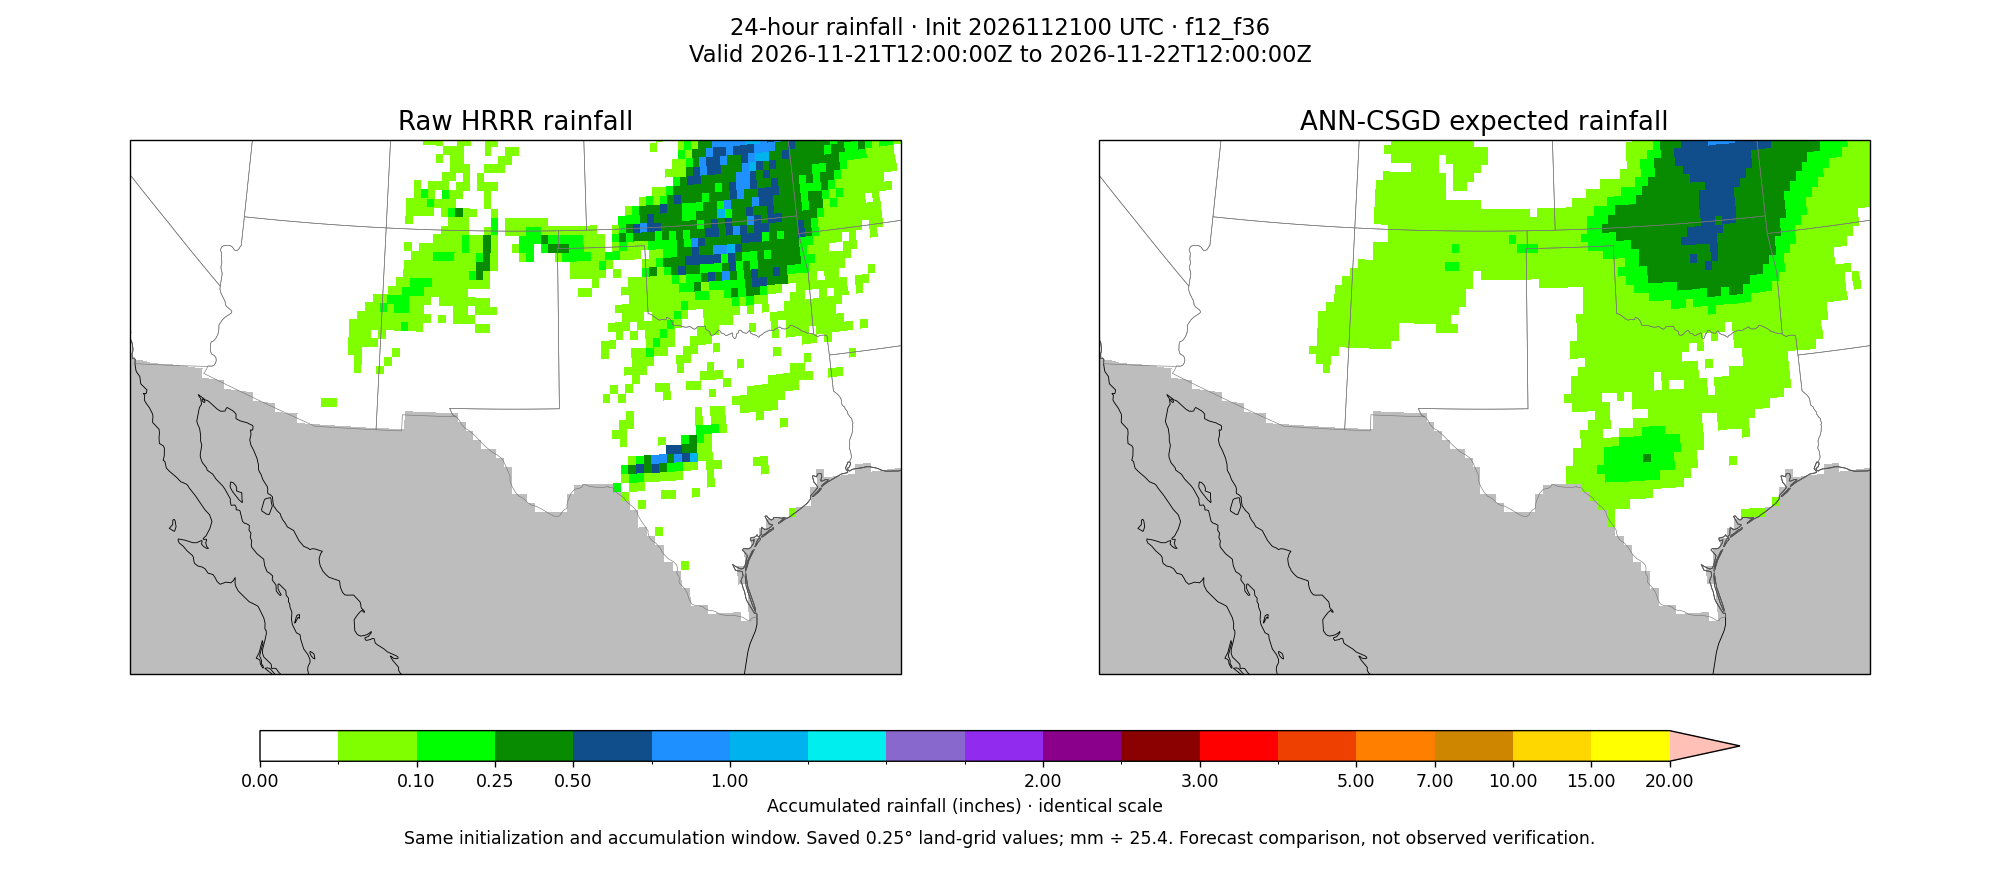 24-hour rainfall · Init 2026112100 UTC · f12_f36
Valid 2026-11-21T12:00:00Z to 2026-11-22T12:00:00Z
Raw HRRR rainfall
ANN-CSGD expected rainfall
0.00 0.10 0.25 0.50 1.00 2.00 3.00 5.00 7.00 10.00 15.00 20.00
Accumulated rainfall (inches) · identical scale
Same initialization and accumulation window. Saved 0.25° land-grid values; mm ÷ 25.4. Forecast comparison, not observed verification.